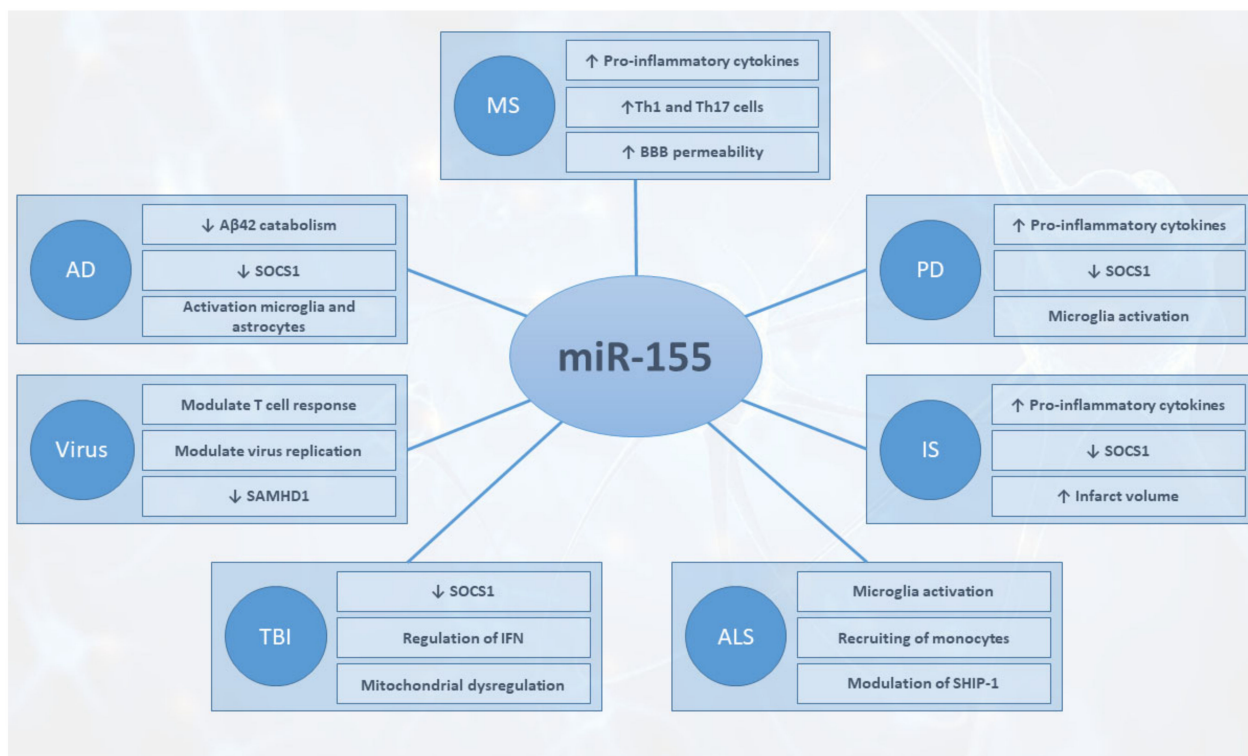 MS
↑ Pro-inflammatory cytokines
↑Th1 and Th17 cells
↑ BBB permeability
AD
↓ Aβ42 catabolism
↓ SOCS1
Activation microglia and
astrocytes
PD
↑ Pro-inflammatory cytokines
↓ SOCS1
Microglia activation
miR-155
Virus
Modulate T cell response
Modulate virus replication
↓ SAMHD1
IS
↑ Pro-inflammatory cytokines
↓ SOCS1
↑ Infarct volume
TBI
↓ SOCS1
Regulation of IFN
Mitochondrial dysregulation
ALS
Microglia activation
Recruiting of monocytes
Modulation of SHIP-1